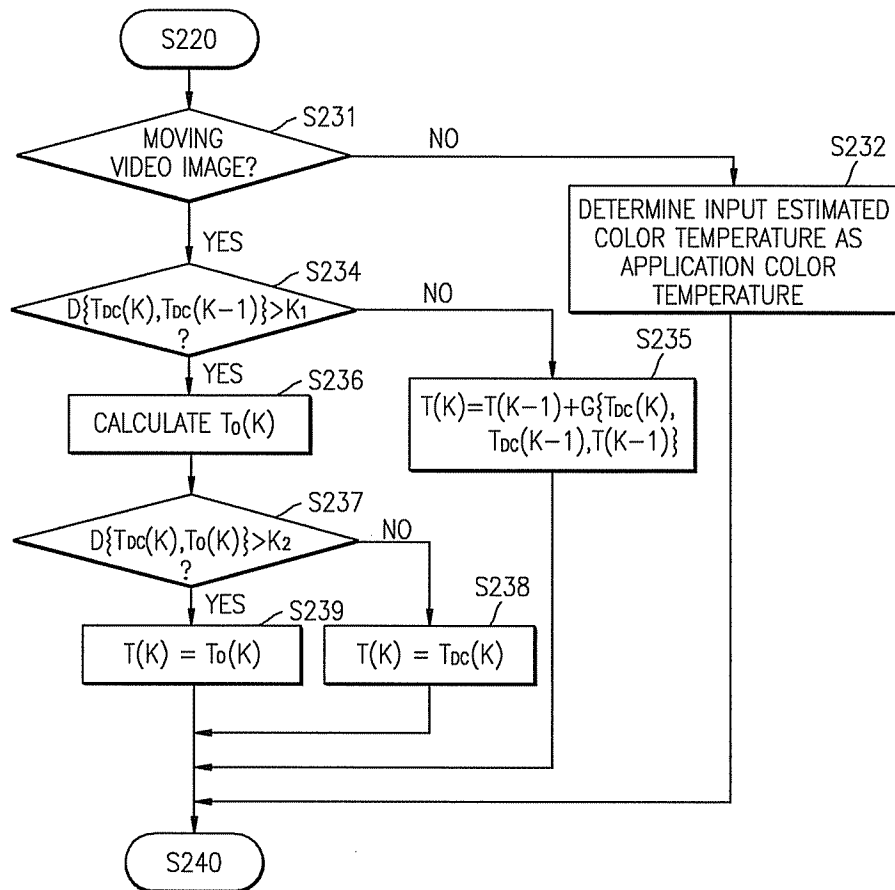 S220
S231
MOVING
VIDEO IMAGE?
NO
S232
DETERMINE INPUT ESTIMATED
COLOR TEMPERATURE AS
APPLICATION COLOR
TEMPERATURE
YES
S234
D{TDC(K),TDC(K-1)}>K1
?
NO
S235
T(K)=T(K-1)+G{TDC(K),
TDC(K-1),T(K-1)}
YES
S236
CALCULATE T0(K)
S237
D{TDC(K),T0(K)}>K2
?
NO
S238
T(K) = TDC(K)
YES
S239
T(K) = T0(K)
S240